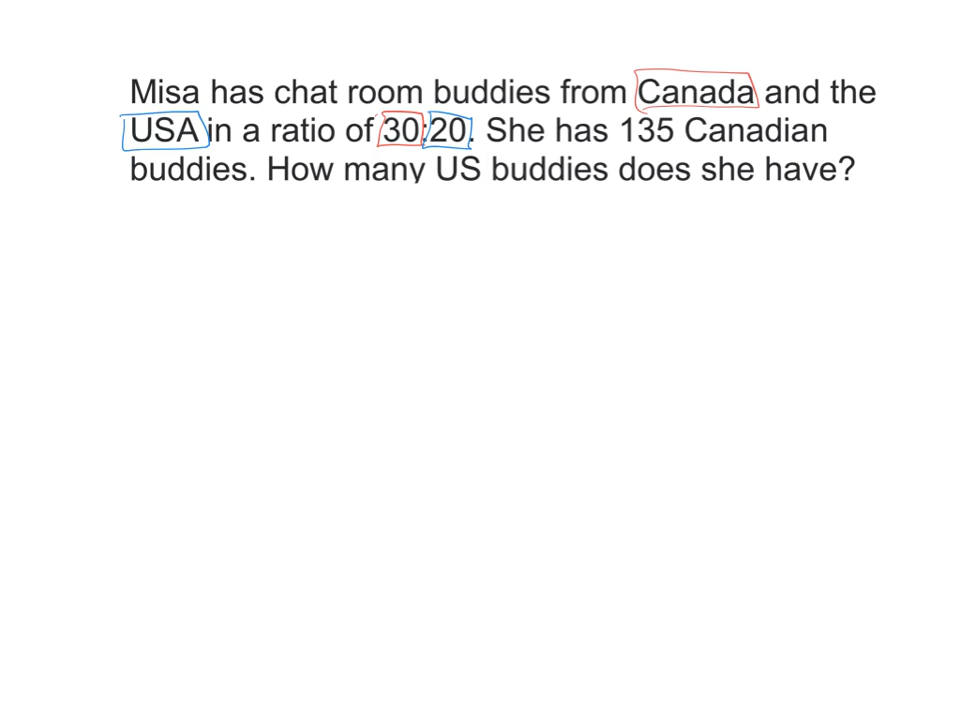 Misa has chat room buddies from Canada and the
USA in a ratio of 30:20. She has 135 Canadian
buddies. How many US buddies does she have?